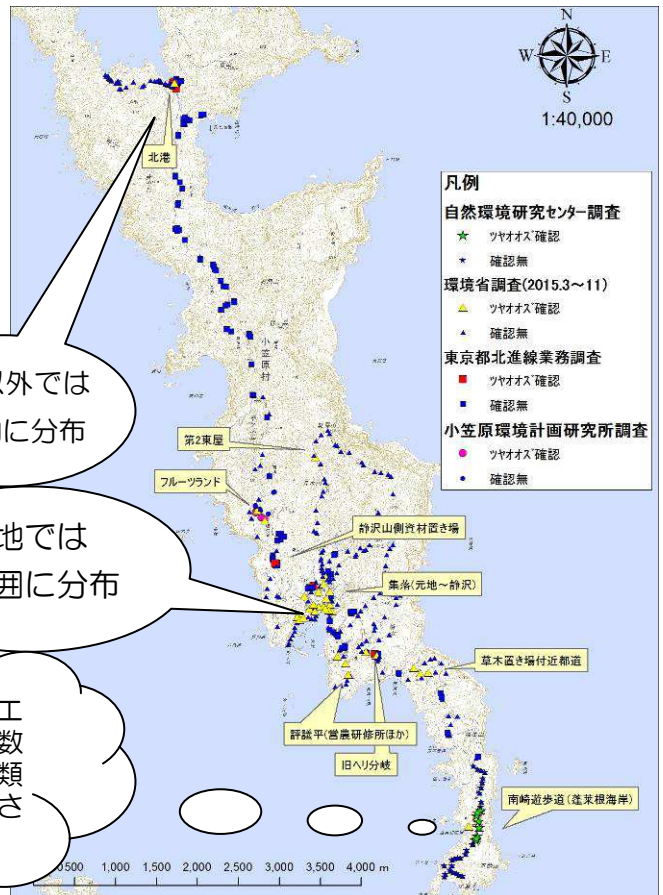 N
W
E
S
1:40,000
凡例
自然環境研究センター調査
ツヤオオズ確認
確認無
環境省調査(2015.3～11)
ツヤオオズ確認
確認無
東京都北進線業務調査
ツヤオオズ確認
確認無
小笠原環境計画研究所調査
ツヤオオズ確認
確認無
北港
小笠原村
以外では
に分布
第2東屋
フルーツランド
静沢山側資材置き場
地では
囲に分布
集落(元地～静沢)
草木置き場付近都道
評議平(営農研修所ほか)
旧ヘリ分岐
工
数
類
さ
南崎遊歩道(蓬莱根海岸)
500 1,000 1,500 2,000 2,500 3,000 3,500 4,000 m